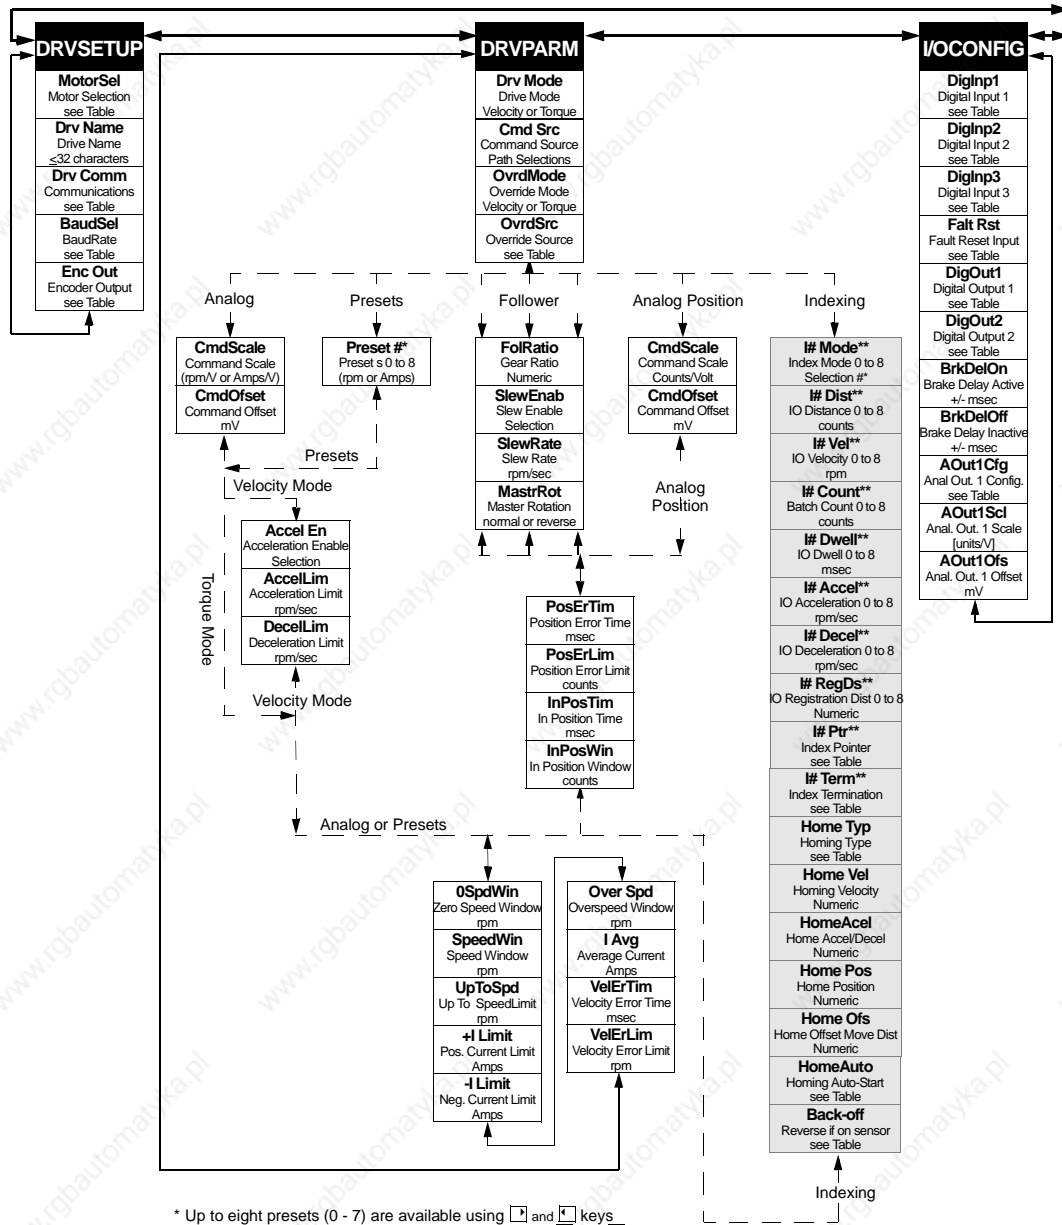 DRVSETUP
MotorSel
Motor Selection
see Table
Drv Name
Drive Name
≤32 characters
Drv Comm
Communications
see Table
BaudSel
BaudRate
see Table
Enc Out
Encoder Output
see Table
DRVPARM
Drv Mode
Drive Mode
Velocity or Torque
Cmd Src
Command Source
Path Selections
OvrdMode
Override Mode
Velocity or Torque
OvrdSrc
Override Source
see Table
I/OCONFIG
DigInp1
Digital Input 1
see Table
DigInp2
Digital Input 2
see Table
DigInp3
Digital Input 3
see Table
Falt Rst
Fault Reset Input
see Table
DigOut1
Digital Output 1
see Table
DigOut2
Digital Output 2
see Table
BrkDelOn
Brake Delay Active
+/- msec
BrkDelOff
Brake Delay Inactive
+/- msec
AOut1Cfg
Anal Out. 1 Config.
see Table
AOut1Scl
Anal. Out. 1 Scale
[units/V]
AOut1Ofs
Anal. Out. 1 Offset
mV
Analog
Presets
Follower
Analog Position
Indexing
CmdScale
Command Scale
(rpm/V or Amps/V)
CmdOfset
Command Offset
mV
Preset #*
Preset s 0 to 8
(rpm or Amps)
Presets
Velocity Mode
FolRatio
Gear Ratio
Numeric
SlewEnab
Slew Enable
Selection
SlewRate
Slew Rate
rpm/sec
MastrRot
Master Rotation
normal or reverse
CmdScale
Command Scale
Counts/Volt
CmdOfset
Command Offset
mV
Analog
Position
Accel En
Acceleration Enable
Selection
AccelLim
Acceleration Limit
rpm/sec
DecelLim
Deceleration Limit
rpm/sec
Torque Mode
Velocity Mode
PosErTim
Position Error Time
msec
PosErLim
Position Error Limit
counts
InPosTim
In Position Time
msec
InPosWin
In Position Window
counts
Analog or Presets
0SpdWin
Zero Speed Window
rpm
SpeedWin
Speed Window
rpm
UpToSpd
Up To SpeedLimit
rpm
+I Limit
Pos. Current Limit
Amps
-I Limit
Neg. Current Limit
Amps
Over Spd
Overspeed Window
rpm
I Avg
Average Current
Amps
VelErTim
Velocity Error Time
msec
VelErLim
Velocity Error Limit
rpm
I# Mode**
Index Mode 0 to 8
Selection #*
I# Dist**
IO Distance 0 to 8
counts
I# Vel**
IO Velocity 0 to 8
rpm
I# Count**
Batch Count 0 to 8
counts
I# Dwell**
IO Dwell 0 to 8
msec
I# Accel**
IO Acceleration 0 to 8
rpm/sec
I# Decel**
IO Deceleration 0 to 8
rpm/sec
I# RegDs**
IO Registration Dist 0 to 8
Numeric
I# Ptr**
Index Pointer
see Table
I# Term**
Index Termination
see Table
Home Typ
Homing Type
see Table
Home Vel
Homing Velocity
Numeric
HomeAcel
Home Accel/Decel
Numeric
Home Pos
Home Position
Numeric
Home Ofs
Home Offset Move Dist
Numeric
HomeAuto
Homing Auto-Start
see Table
Back-off
Reverse if on sensor
see Table
Indexing
* Up to eight presets (0 - 7) are available using and keys
www.rgbautomatyka.pl